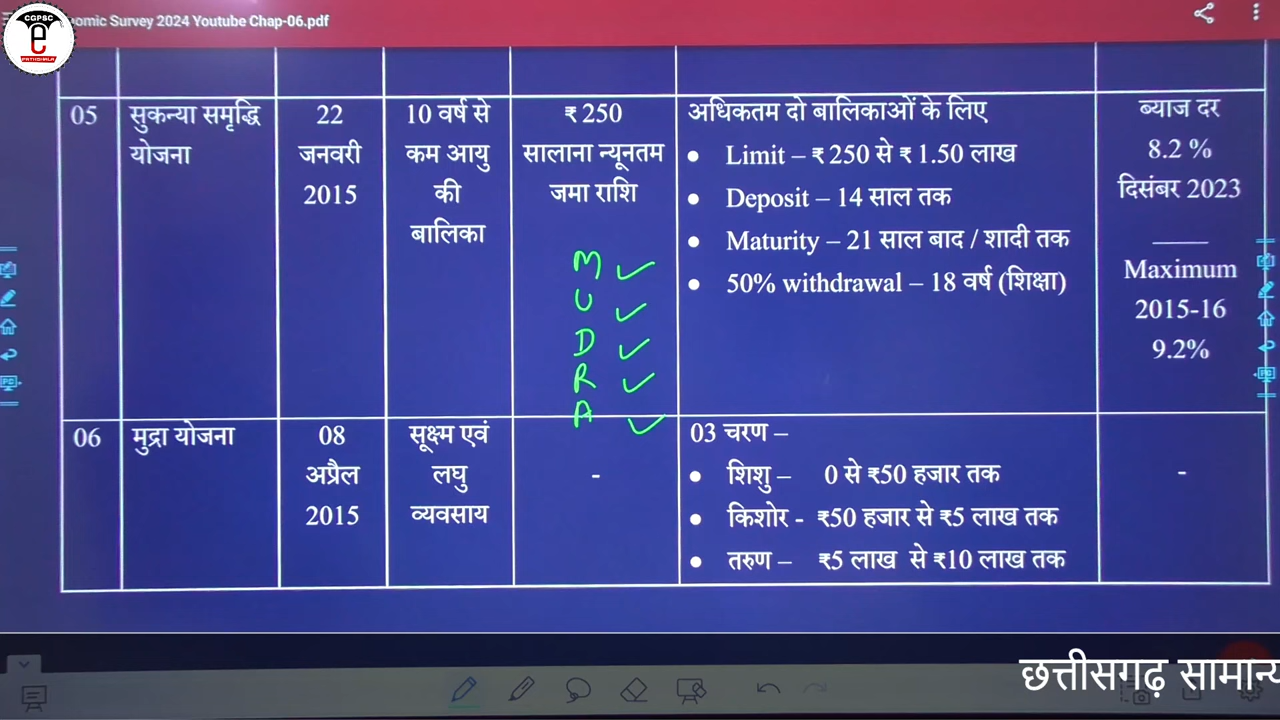 CGPSC
e
PATHSHALA
omic Survey 2024 Youtube Chap-06.pdf
05
सुकन्या समृद्धि
योजना
22
जनवरी
2015
10 वर्ष से
कम आयु
की
बालिका
₹ 250
सालाना न्यूनतम
जमा राशि
अधिकतम दो बालिकाओं के लिए
• Limit – ₹ 250 से ₹ 1.50 लाख
• Deposit – 14 साल तक
• Maturity – 21 साल बाद / शादी तक
• 50% withdrawal – 18 वर्ष (शिक्षा)
ब्याज दर
8.2 %
दिसंबर 2023
Maximum
2015-16
9.2%
M ✓
U ✓
D ✓
R ✓
A ✓
06
मुद्रा योजना
08
अप्रैल
2015
सूक्ष्म एवं
लघु
व्यवसाय
-
03 चरण –
• शिशु – 0 से ₹50 हजार तक
• किशोर - ₹50 हजार से ₹5 लाख तक
• तरुण – ₹5 लाख से ₹10 लाख तक
-
छत्तीसगढ़ सामान्य